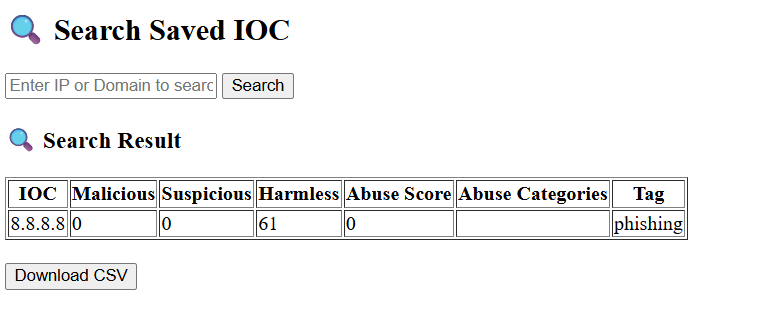 Search Saved IOC
Enter IP or Domain to searc Search
Search Result
IOC Malicious Suspicious Harmless Abuse Score Abuse Categories Tag
8.8.8.8 0 0 61 0 phishing
Download CSV